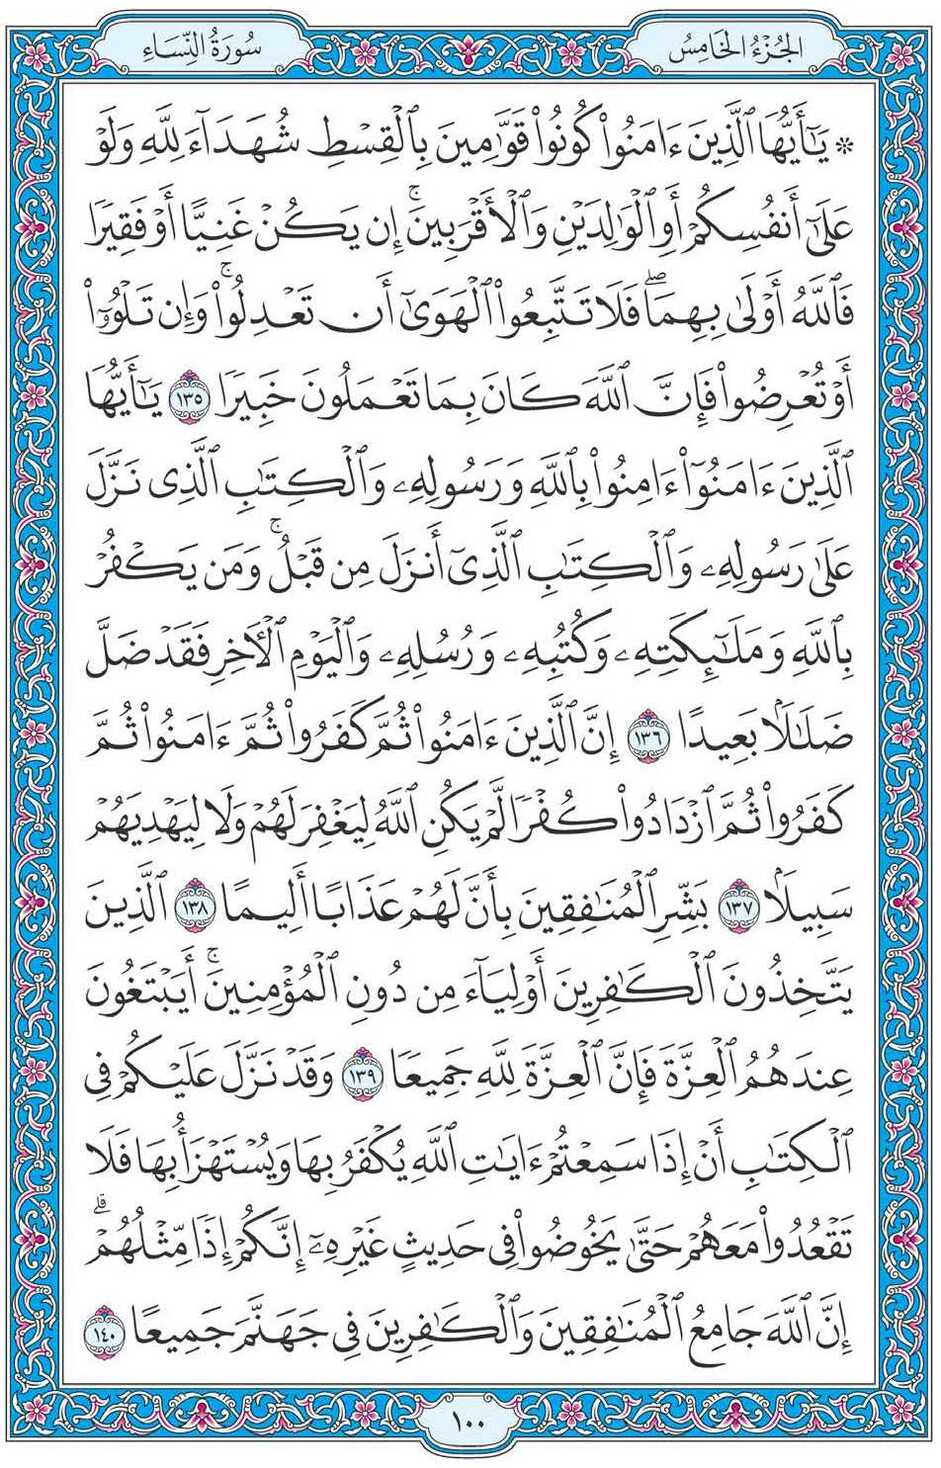 سُورَةُ النِّسَاءِ
الجُزْءُ الخَامِسُ
۞ يَٰٓأَيُّهَا ٱلَّذِينَ ءَامَنُواْ كُونُواْ قَوَّٰمِينَ بِٱلْقِسْطِ شُهَدَآءَ لِلَّهِ وَلَوْ
عَلَىٰٓ أَنفُسِكُمْ أَوِ ٱلْوَٰلِدَيْنِ وَٱلْأَقْرَبِينَۚ إِن يَكُنْ غَنِيًّا أَوْ فَقِيرًا
فَٱللَّهُ أَوْلَىٰ بِهِمَاۖ فَلَا تَتَّبِعُواْ ٱلْهَوَىٰٓ أَن تَعْدِلُواْۚ وَإِن تَلْوُۥٓاْ
أَوْ تُعْرِضُواْ فَإِنَّ ٱللَّهَ كَانَ بِمَا تَعْمَلُونَ خَبِيرًا ١٣٥ يَٰٓأَيُّهَا
ٱلَّذِينَ ءَامَنُوٓاْ ءَامِنُواْ بِٱللَّهِ وَرَسُولِهِۦ وَٱلْكِتَٰبِ ٱلَّذِى نَزَّلَ
عَلَىٰ رَسُولِهِۦ وَٱلْكِتَٰبِ ٱلَّذِىٓ أَنزَلَ مِن قَبْلُۚ وَمَن يَكْفُرْ
بِٱللَّهِ وَمَلَٰٓئِكَتِهِۦ وَكُتُبِهِۦ وَرُسُلِهِۦ وَٱلْيَوْمِ ٱلْأَخِرِ فَقَدْ ضَلَّ
ضَلَٰلًۢا بَعِيدًا ١٣٦ إِنَّ ٱلَّذِينَ ءَامَنُواْ ثُمَّ كَفَرُواْ ثُمَّ ءَامَنُواْ ثُمَّ
كَفَرُواْ ثُمَّ ٱزْدَادُواْ كُفْرًا لَّمْ يَكُنِ ٱللَّهُ لِيَغْفِرَ لَهُمْ وَلَا لِيَهْدِيَهُمْ
سَبِيلًۢا ١٣٧ بَشِّرِ ٱلْمُنَٰفِقِينَ بِأَنَّ لَهُمْ عَذَابًا أَلِيمًا ١٣٨ ٱلَّذِينَ
يَتَّخِذُونَ ٱلْكَٰفِرِينَ أَوْلِيَآءَ مِن دُونِ ٱلْمُؤْمِنِينَۚ أَيَبْتَغُونَ
عِندَهُمُ ٱلْعِزَّةَ فَإِنَّ ٱلْعِزَّةَ لِلَّهِ جَمِيعًا ١٣٩ وَقَدْ نَزَّلَ عَلَيْكُمْ فِى
ٱلْكِتَٰبِ أَنْ إِذَا سَمِعْتُمْ ءَايَٰتِ ٱللَّهِ يُكْفَرُ بِهَا وَيُسْتَهْزَأُ بِهَا فَلَا
تَقْعُدُواْ مَعَهُمْ حَتَّىٰ يَخُوضُواْ فِى حَدِيثٍ غَيْرِهِۦٓ إِنَّكُمْ إِذًا مِّثْلُهُمْۗ
إِنَّ ٱللَّهَ جَامِعُ ٱلْمُنَٰفِقِينَ وَٱلْكَٰفِرِينَ فِى جَهَنَّمَ جَمِيعًا ١٤٠
١٠٠